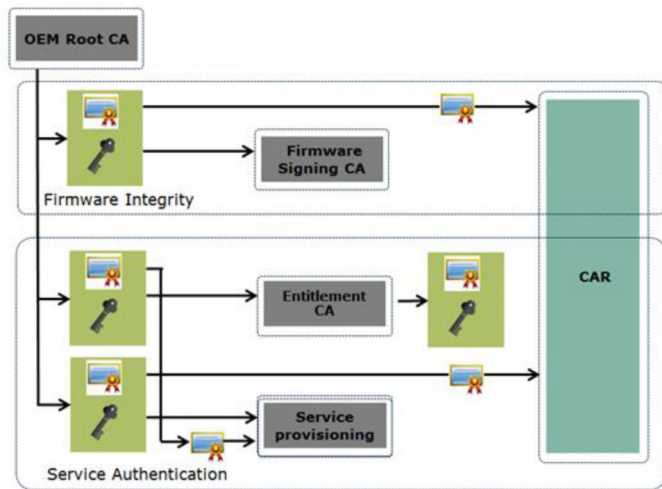 OEM Root CA
Firmware
Signing CA
Firmware Integrity
Entitlement
CA
CAR
Service
provisioning
Service Authentication